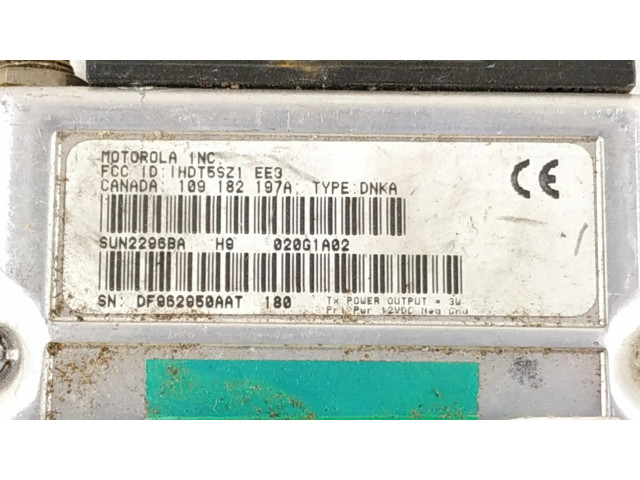 MOTOROLA INC.
FCC ID: IHDT5SZ1 EE3
CANADA: 109 182 197A; TYPE:DNKA
CE
SUN2296BA H9 020G1A02
SN: DF962950AAT 180
Tx POWER OUTPUT = 3W
Pri Pwr 12VDC Neg Gnd